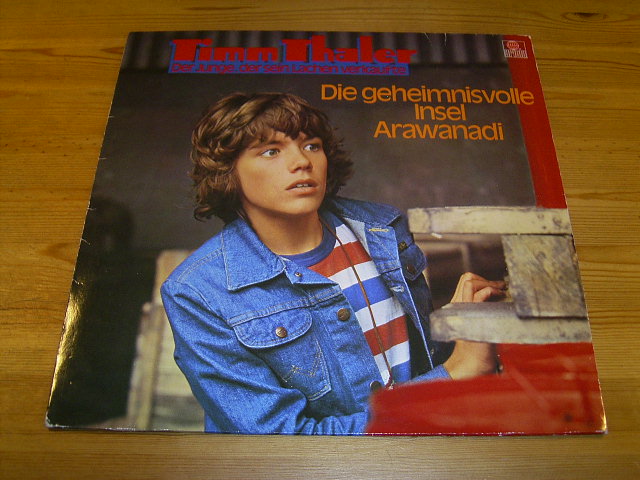 Timm Thaler
Der Junge, der sein Lachen verkaufte
Die geheimnisvolle
Insel
Arawanadi